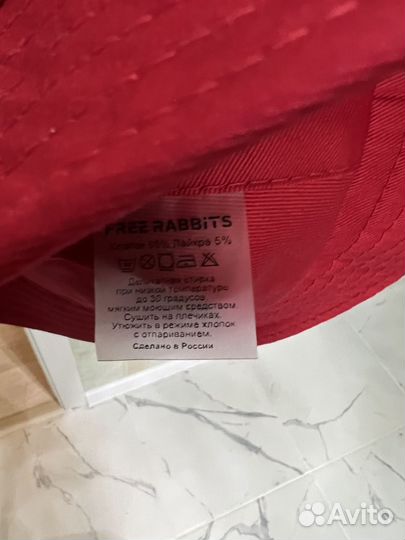 FREE RABBITS
Хлопок 95% Лайкра 5%
Деликатная стирка
при низкой температуре
до 30 градусов
мягким моющим средством
Сушить на плечиках.
Утюжить в режиме хлопок
с отпариванием.
Сделано в России
Avito